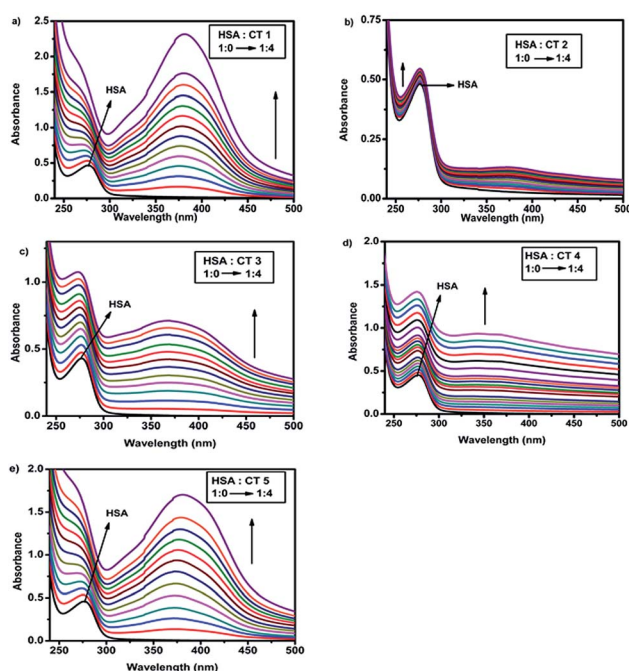 a)
2.5
2.0
1.5
1.0
0.5
0.0
Absorbance
HSA : CT 1
1:0 → 1:4
HSA
250 300 350 400 450 500
Wavelength (nm)
b)
0.75
0.50
0.25
0.00
Absorbance
HSA : CT 2
1:0 → 1:4
HSA
250 300 350 400 450 500
Wavelength (nm)
c)
1.0
0.5
0.0
Absorbance
HSA : CT 3
1:0 → 1:4
HSA
250 300 350 400 450 500
Wavelength (nm)
d)
2.0
1.5
1.0
0.5
0.0
Absorbance
HSA : CT 4
1:0 → 1:4
HSA
250 300 350 400 450 500
Wavelength (nm)
e)
2.0
1.5
1.0
0.5
0.0
Absorbance
HSA : CT 5
1:0 → 1:4
HSA
250 300 350 400 450 500
Wavelength (nm)